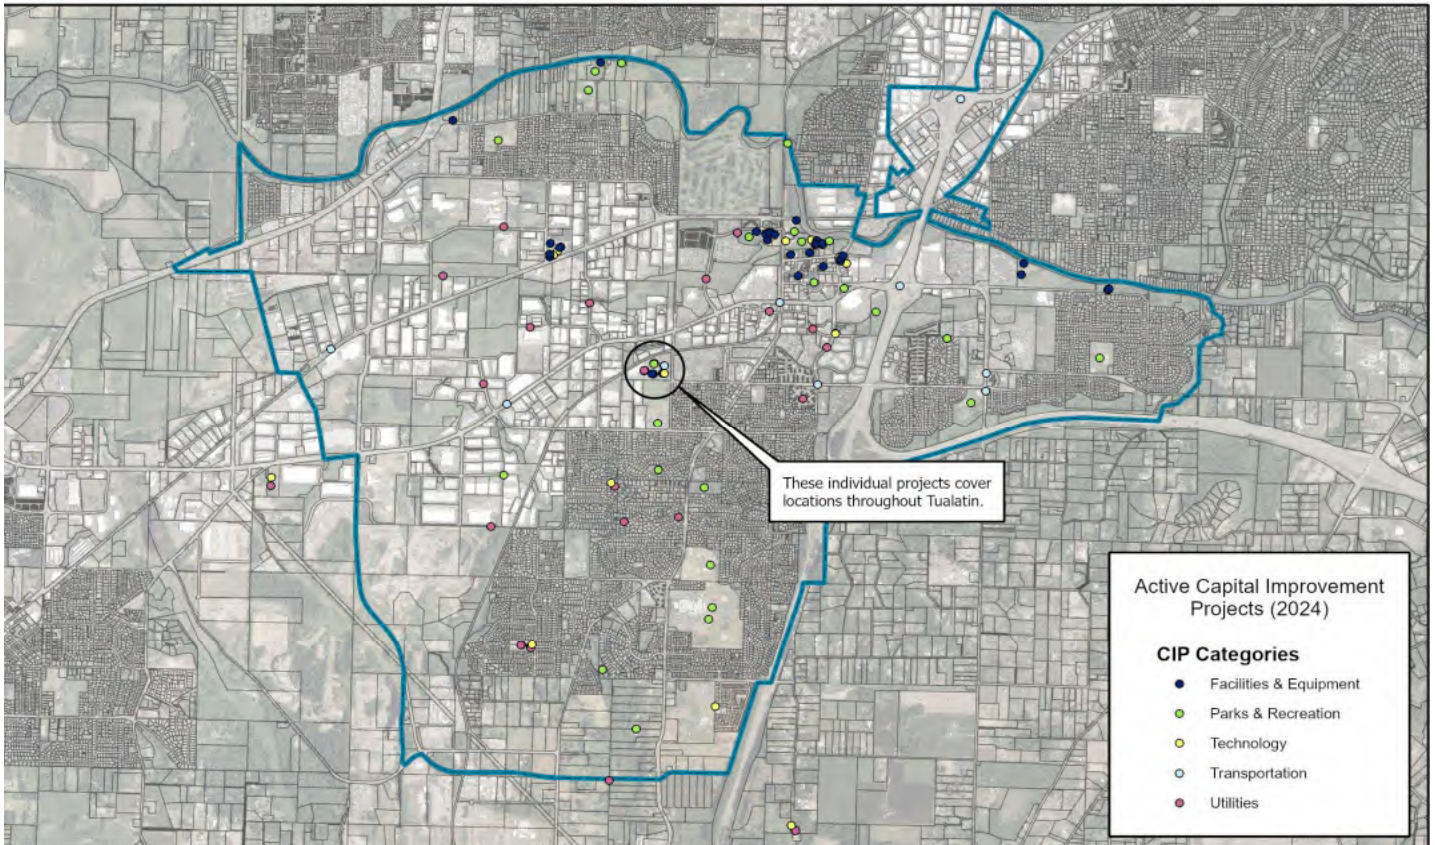 These individual projects cover
locations throughout Tualatin.
Active Capital Improvement
Projects (2024)
CIP Categories
Facilities & Equipment
Parks & Recreation
Technology
Transportation
Utilities